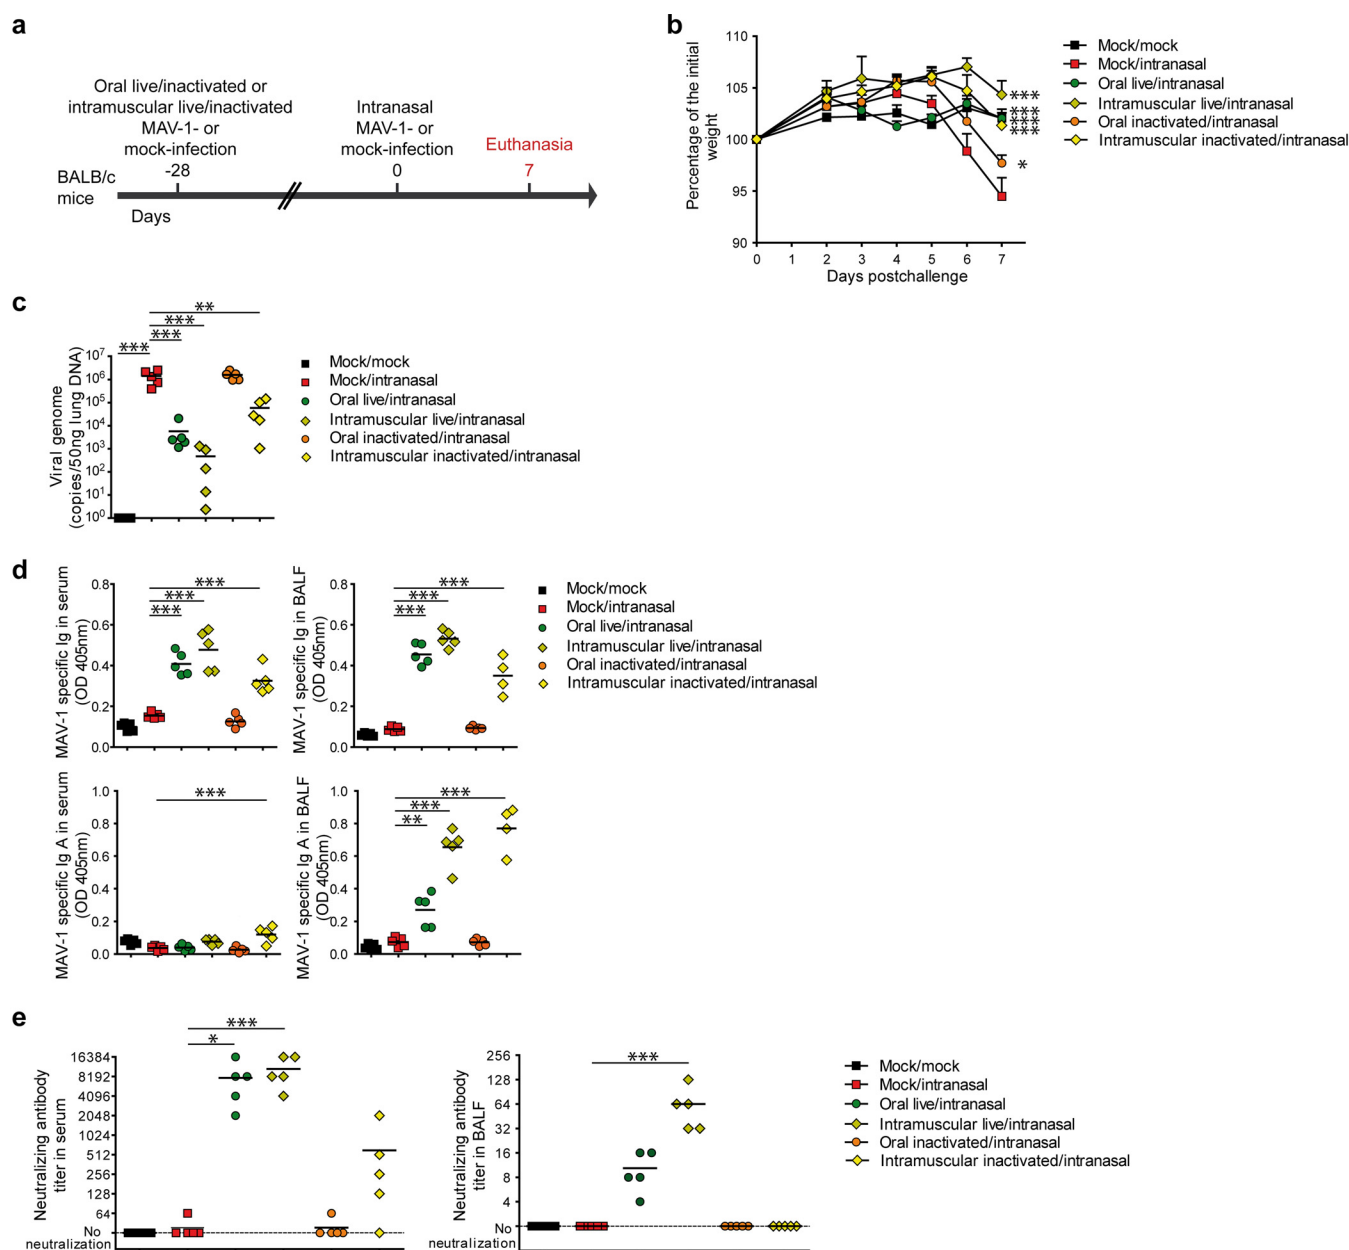 a
Oral live/inactivated or
intramuscular live/inactivated
MAV-1- or
mock-infection
Intranasal
MAV-1- or
mock-infection
Euthanasia
BALB/c
mice
-28
0
7
Days
b
Percentage of the initial
weight
110
105
100
95
90
0 1 2 3 4 5 6 7
Days postchallenge
***
***
***
***
*
Mock/mock
Mock/intranasal
Oral live/intranasal
Intramuscular live/intranasal
Oral inactivated/intranasal
Intramuscular inactivated/intranasal
c
Viral genome
(copies/50ng lung DNA)
10⁷
10⁶
10⁵
10⁴
10³
10²
10¹
10⁰
**
***
***
***
Mock/mock
Mock/intranasal
Oral live/intranasal
Intramuscular live/intranasal
Oral inactivated/intranasal
Intramuscular inactivated/intranasal
d
MAV-1 specific Ig in serum
(OD 405nm)
0.8
0.6
0.4
0.2
0.0
***
***
***
MAV-1 specific Ig in BALF
(OD 405nm)
0.8
0.6
0.4
0.2
0.0
***
***
***
Mock/mock
Mock/intranasal
Oral live/intranasal
Intramuscular live/intranasal
Oral inactivated/intranasal
Intramuscular inactivated/intranasal
MAV-1 specific Ig A in serum
(OD 405nm)
1.0
0.8
0.6
0.4
0.2
0.0
***
MAV-1 specific Ig A in BALF
(OD 405nm)
1.0
0.8
0.6
0.4
0.2
0.0
***
***
**
e
Neutralizing antibody
titer in serum
16384
8192
4096
2048
1024
512
256
128
64
No
neutralization
***
*
Neutralizing antibody
titer in BALF
256
128
64
32
16
8
4
No
neutralization
***
Mock/mock
Mock/intranasal
Oral live/intranasal
Intramuscular live/intranasal
Oral inactivated/intranasal
Intramuscular inactivated/intranasal